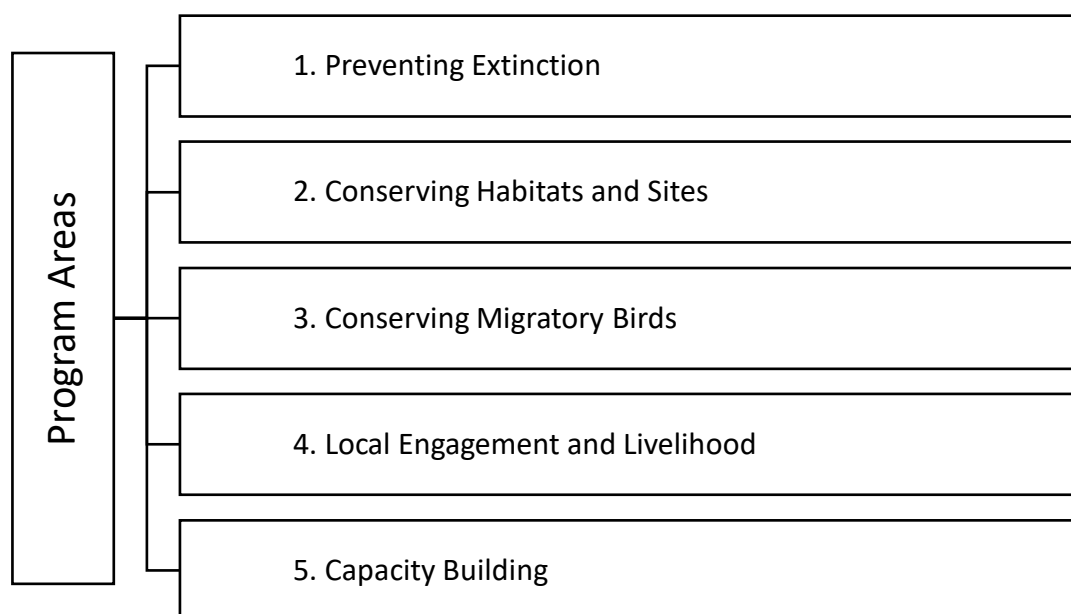 Program Areas
1. Preventing Extinction
2. Conserving Habitats and Sites
3. Conserving Migratory Birds
4. Local Engagement and Livelihood
5. Capacity Building